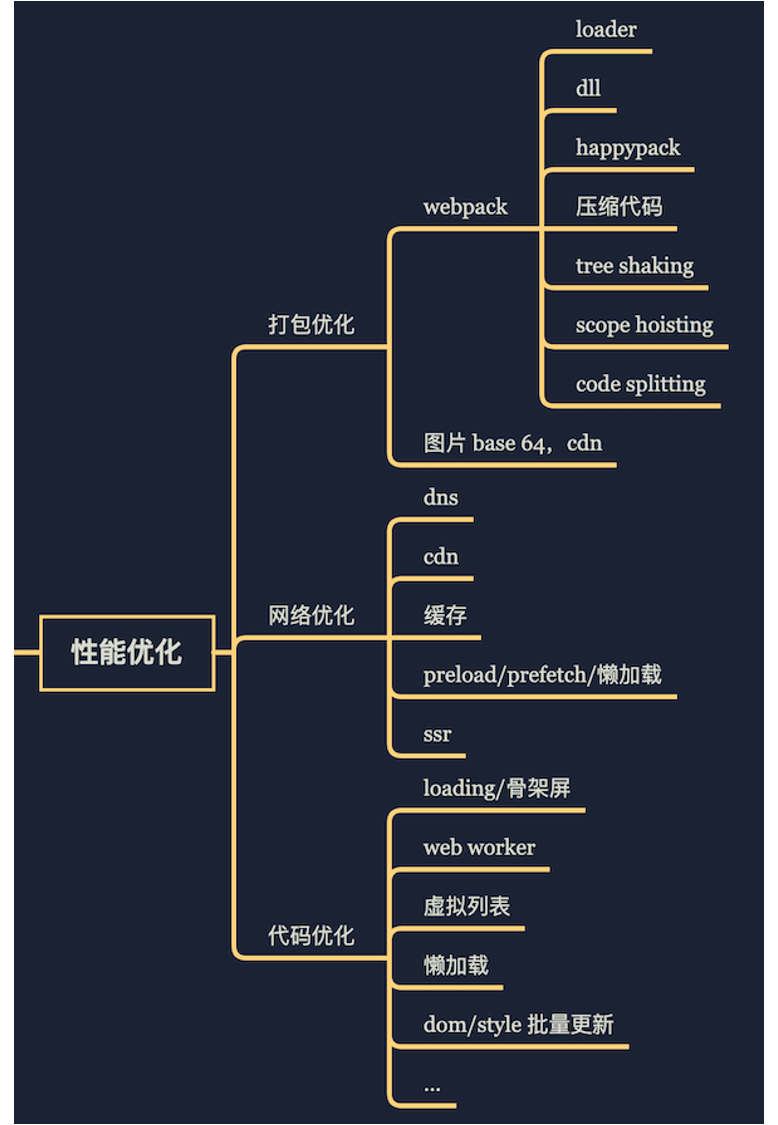 loader
dll
happypack
webpack
压缩代码
tree shaking
打包优化
scope hoisting
code splitting
图片 base 64，cdn
dns
cdn
网络优化
缓存
性能优化
preload/prefetch/懒加载
ssr
loading/骨架屏
web worker
虚拟列表
代码优化
懒加载
dom/style 批量更新
...